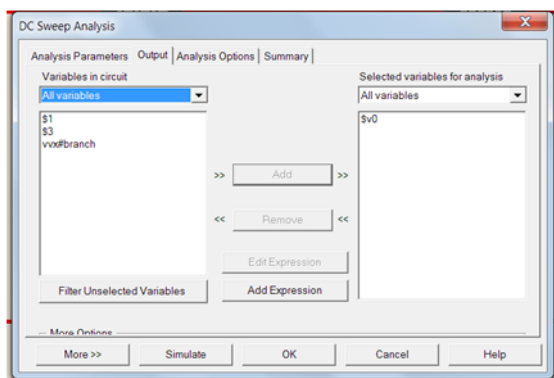 DC Sweep Analysis
Analysis Parameters Output Analysis Options Summary
Variables in circuit
All variables
$1
$3
vvx#branch
Filter Unselected Variables
>> Add >>
<< Remove <<
Edit Expression
Add Expression
Selected variables for analysis
All variables
$v0
More Options
More >> Simulate OK Cancel Help